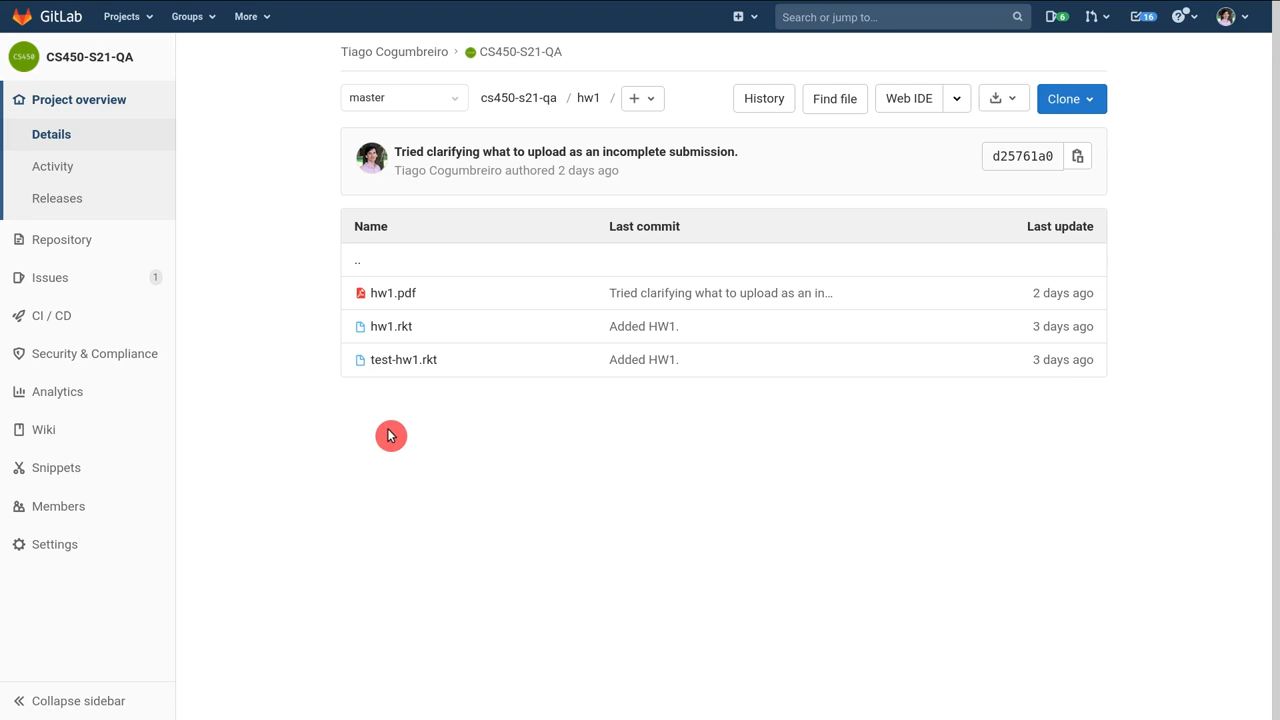 GitLab Projects Groups More Search or jump to... 6 16
CS450 CS450-S21-QA
Project overview
Details
Activity
Releases
Repository
Issues 1
CI / CD
Security & Compliance
Analytics
Wiki
Snippets
Members
Settings
Collapse sidebar
Tiago Cogumbreiro › CS450-S21-QA
master cs450-s21-qa / hw1 / + History Find file Web IDE Clone
Tried clarifying what to upload as an incomplete submission.
Tiago Cogumbreiro authored 2 days ago
d25761a0
Name Last commit Last update
..
hw1.pdf Tried clarifying what to upload as an in... 2 days ago
hw1.rkt Added HW1. 3 days ago
test-hw1.rkt Added HW1. 3 days ago